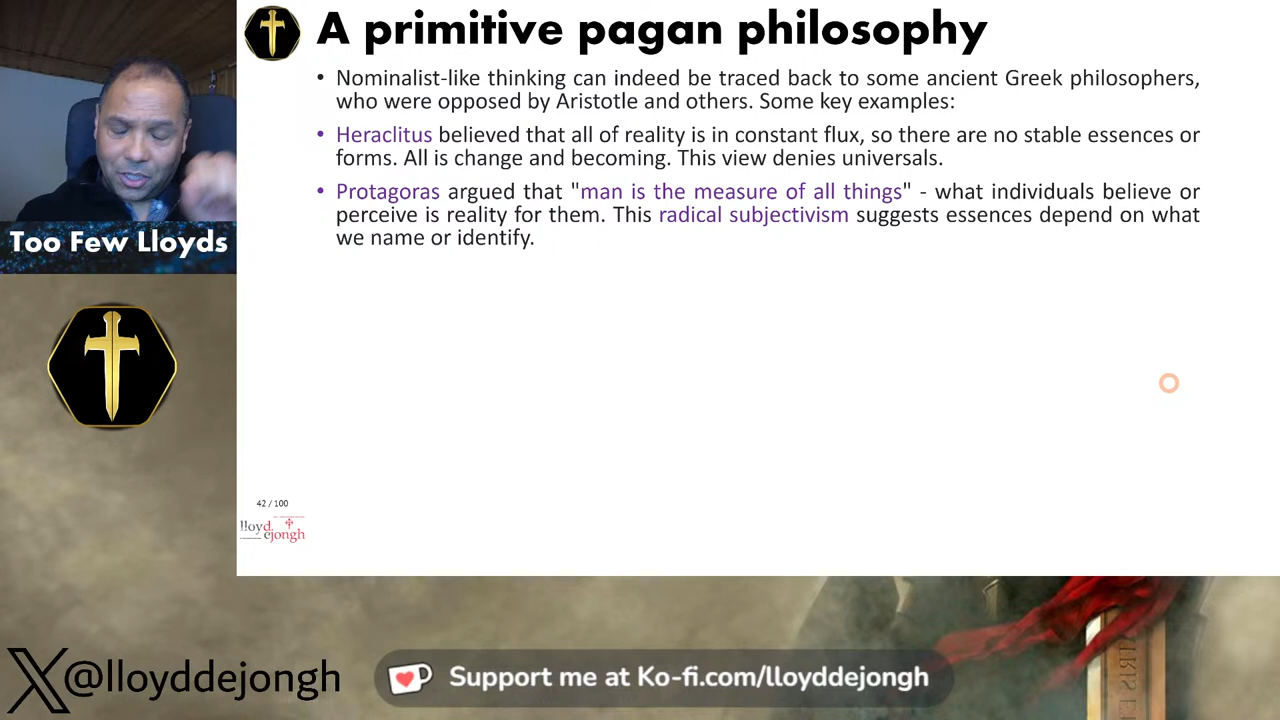 A primitive pagan philosophy
• Nominalist-like thinking can indeed be traced back to some ancient Greek philosophers,
who were opposed by Aristotle and others. Some key examples:
• Heraclitus believed that all of reality is in constant flux, so there are no stable essences or
forms. All is change and becoming. This view denies universals.
• Protagoras argued that "man is the measure of all things" - what individuals believe or
perceive is reality for them. This radical subjectivism suggests essences depend on what
we name or identify.
Too Few Lloyds
42 / 100
lloyd
ejongh
X@lloyddejongh
Support me at Ko-fi.com/lloyddejongh